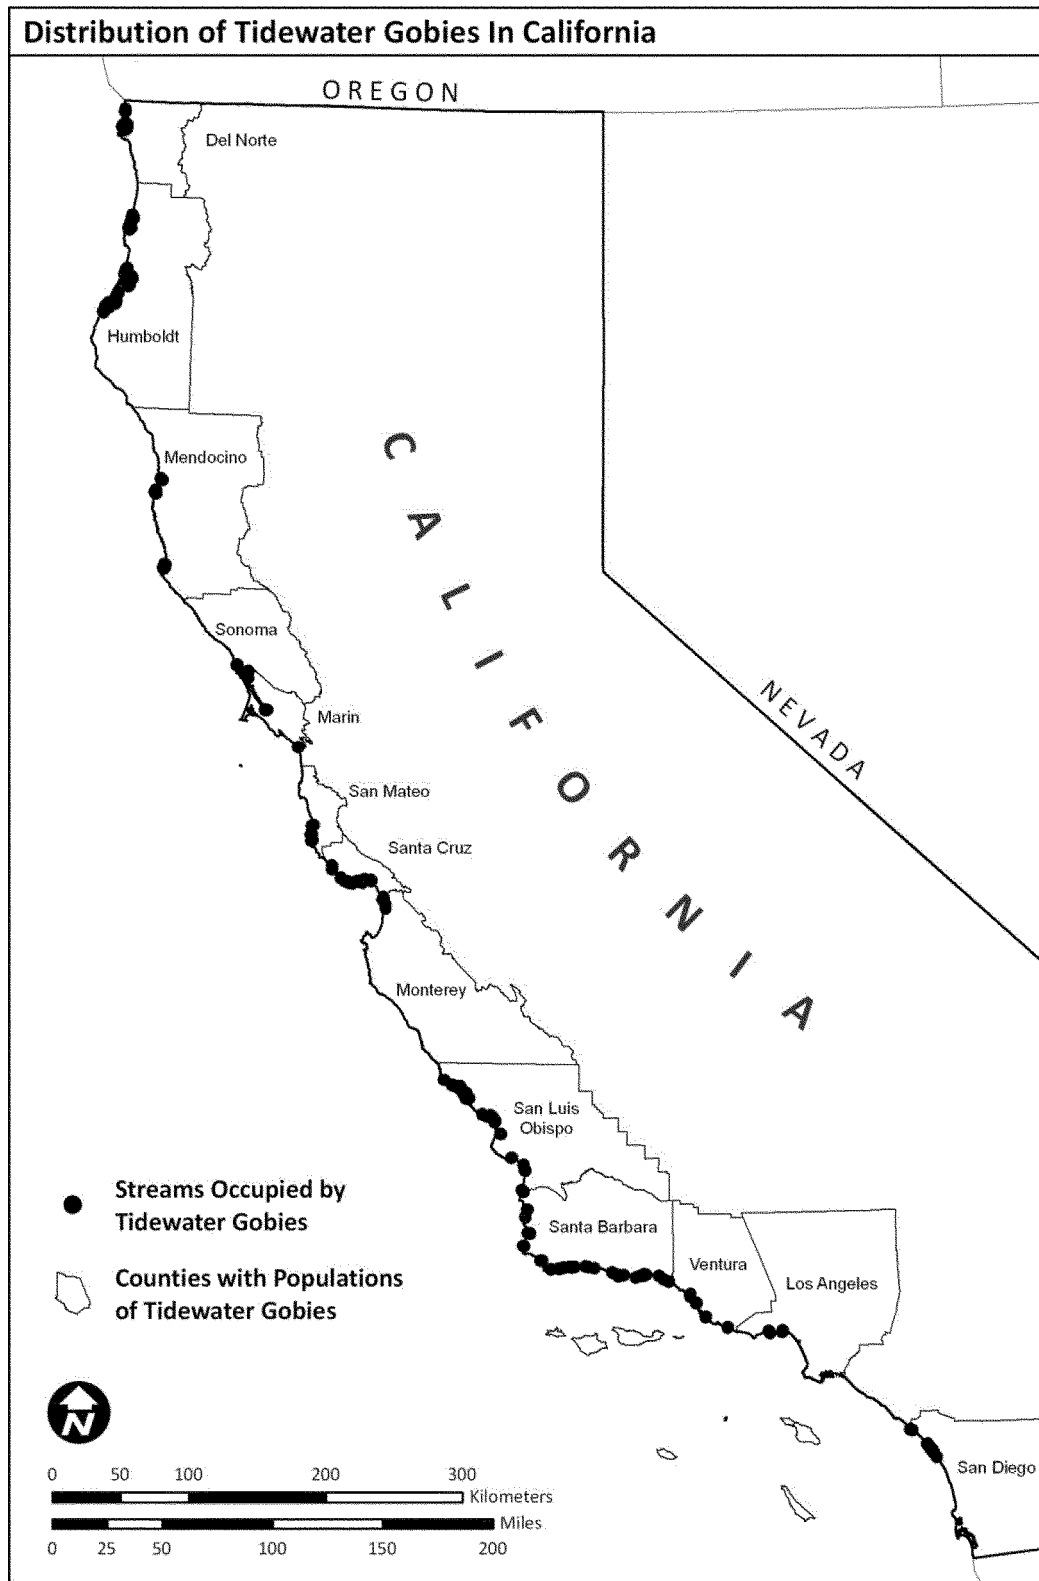 Distribution of Tidewater Gobies In California
OREGON
Del Norte
Humboldt
Mendocino
CALIFORNIA
Sonoma
Marin
NEVADA
San Mateo
Santa Cruz
Monterey
San Luis
Obispo
Santa Barbara
Ventura
Los Angeles
San Diego
Streams Occupied by
Tidewater Gobies
Counties with Populations
of Tidewater Gobies
N
0 50 100 200 300
Kilometers
Miles
0 25 50 100 150 200